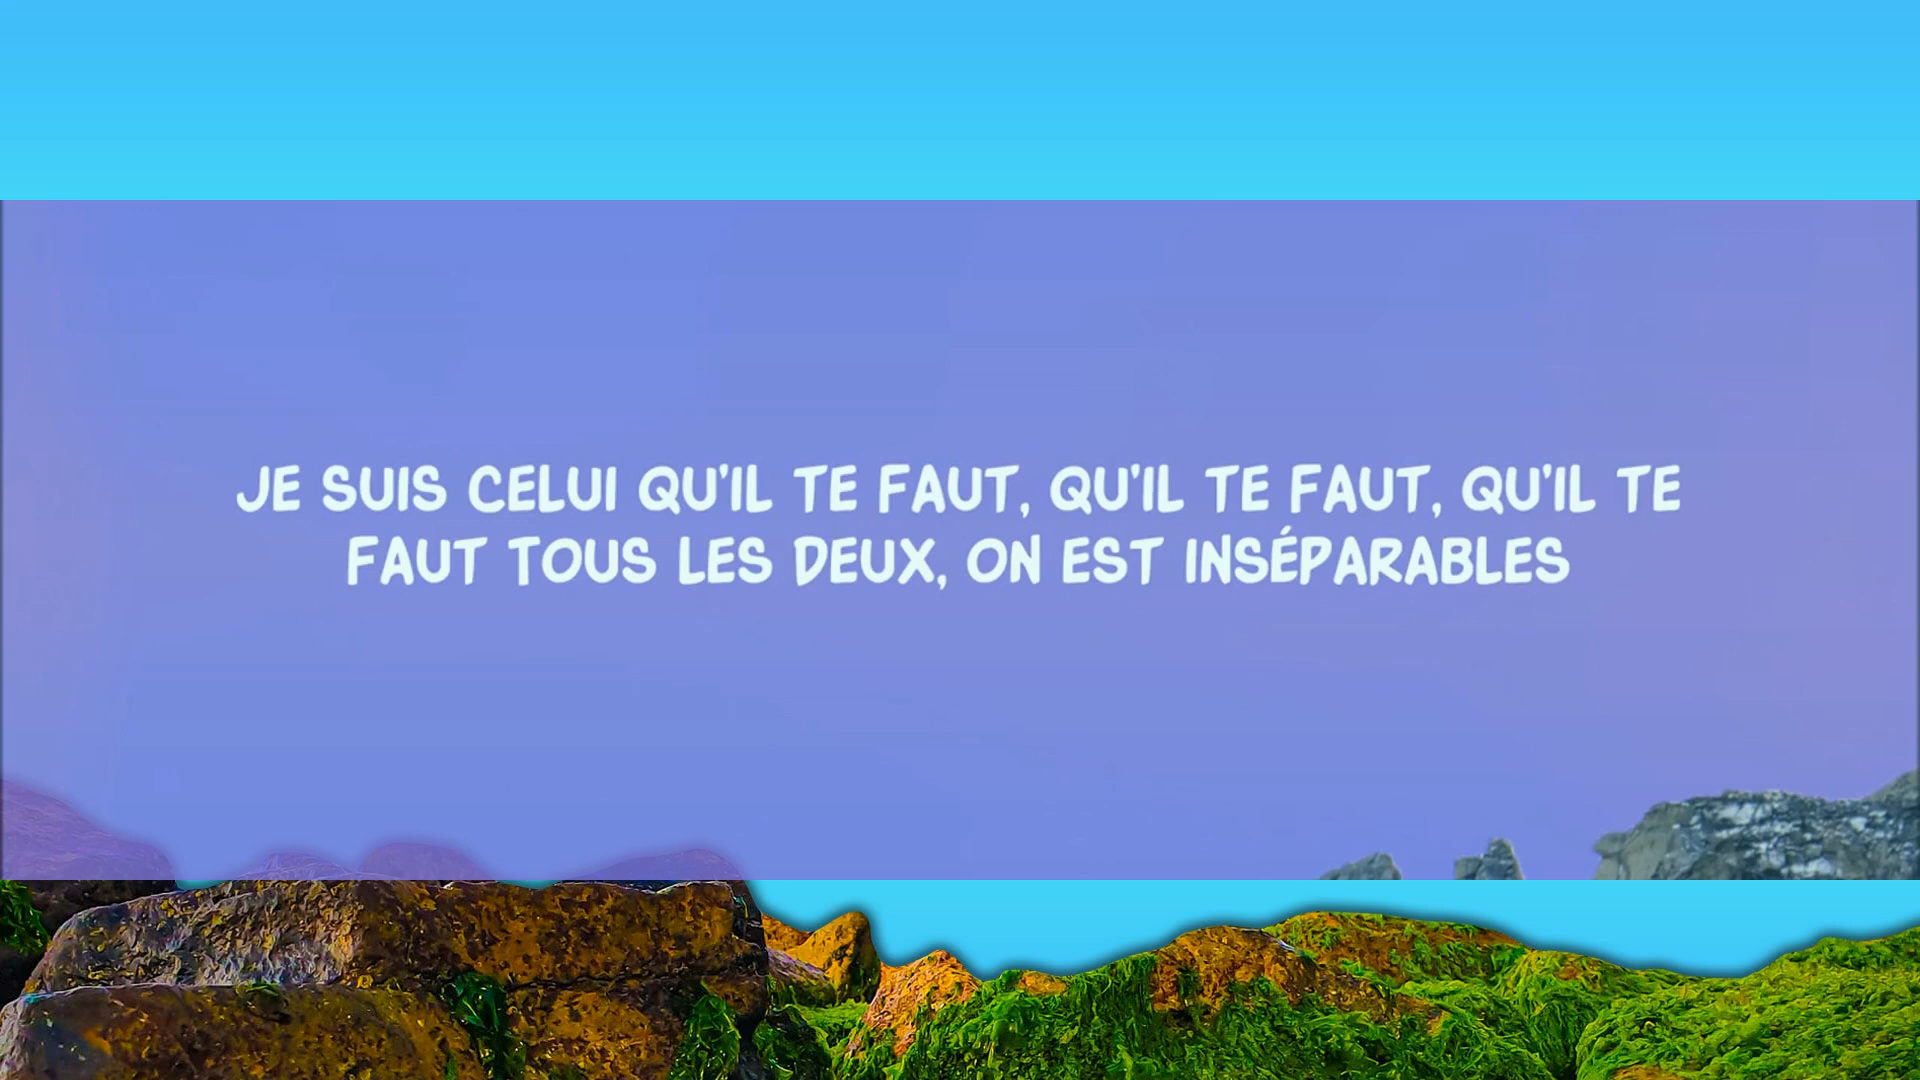 JE SUIS CELUI QU'IL TE FAUT, QU'IL TE FAUT, QU'IL TE
FAUT TOUS LES DEUX, ON EST INSÉPARABLES